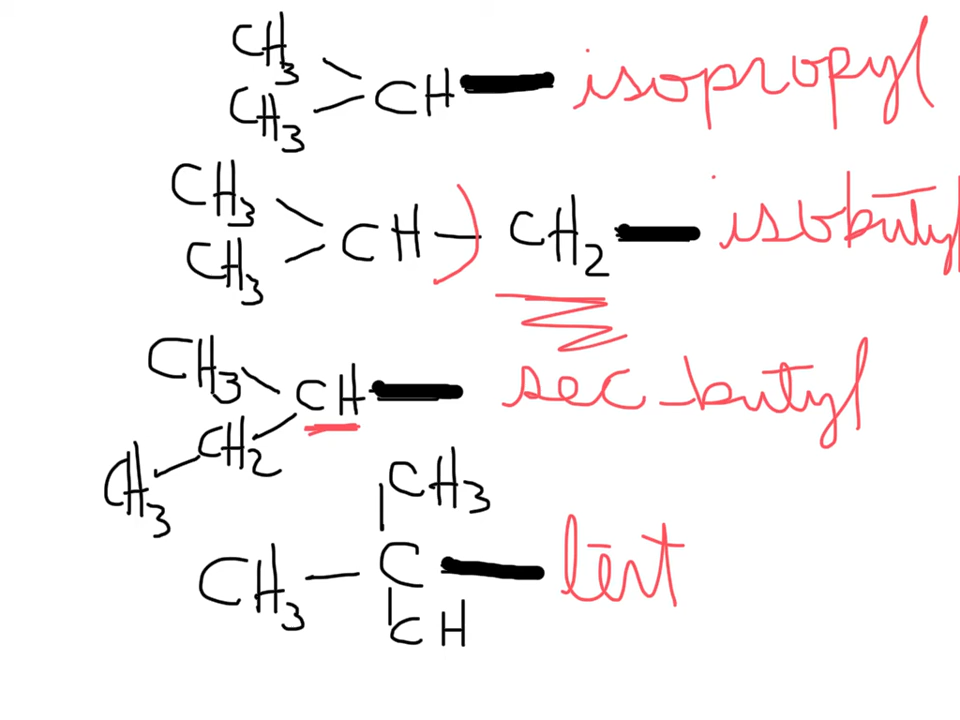 CH3
CH3 CH isopropyl
CH3
CH3 CH CH2 isobutyl
CH3 CH sec-butyl
CH2
CH3
CH3
CH3 C tert
CH